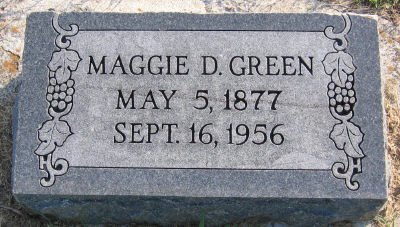 MAGGIE D. GREEN
MAY 5, 1877
SEPT. 16, 1956